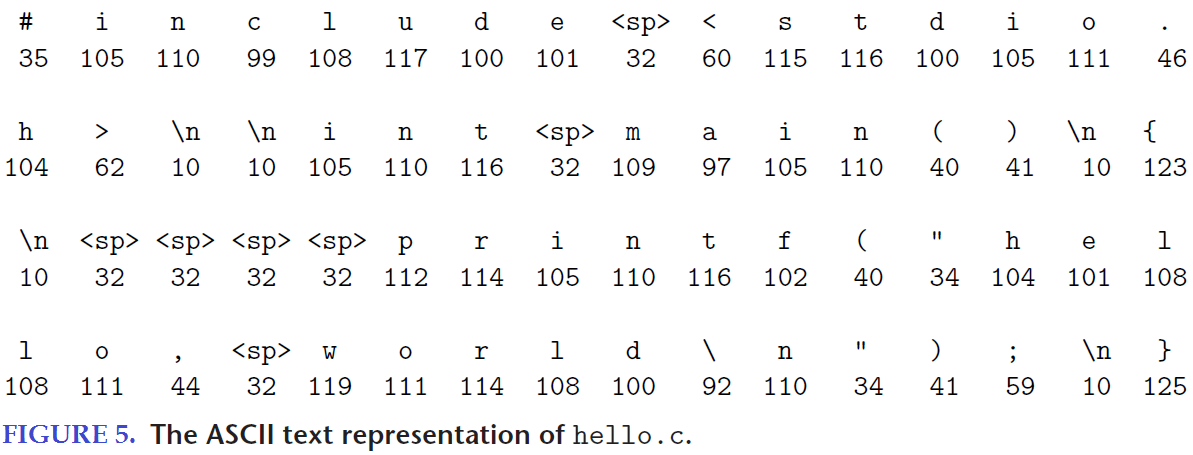 # i n c l u d e <sp> < s t d i o .
35 105 110 99 108 117 100 101 32 60 115 116 100 105 111 46
h > \n \n i n t <sp> m a i n ( ) \n {
104 62 10 10 105 110 116 32 109 97 105 110 40 41 10 123
\n <sp> <sp> <sp> <sp> p r i n t f ( " h e l
10 32 32 32 32 112 114 105 110 116 102 40 34 104 101 108
l o , <sp> w o r l d \ n " ) ; \n }
108 111 44 32 119 111 114 108 100 92 110 34 41 59 10 125
FIGURE 5. The ASCII text representation of hello.c.